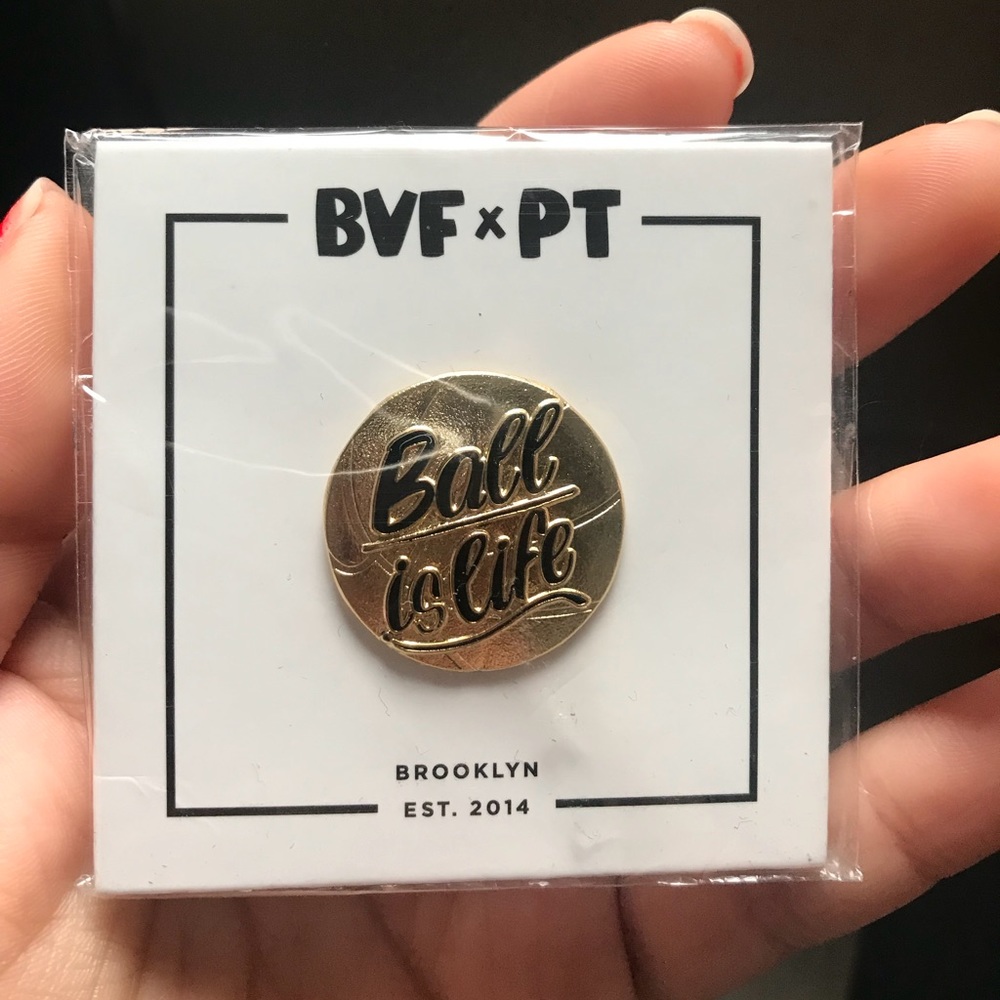 BVF x PT
Ball
is life
BROOKLYN
EST. 2014